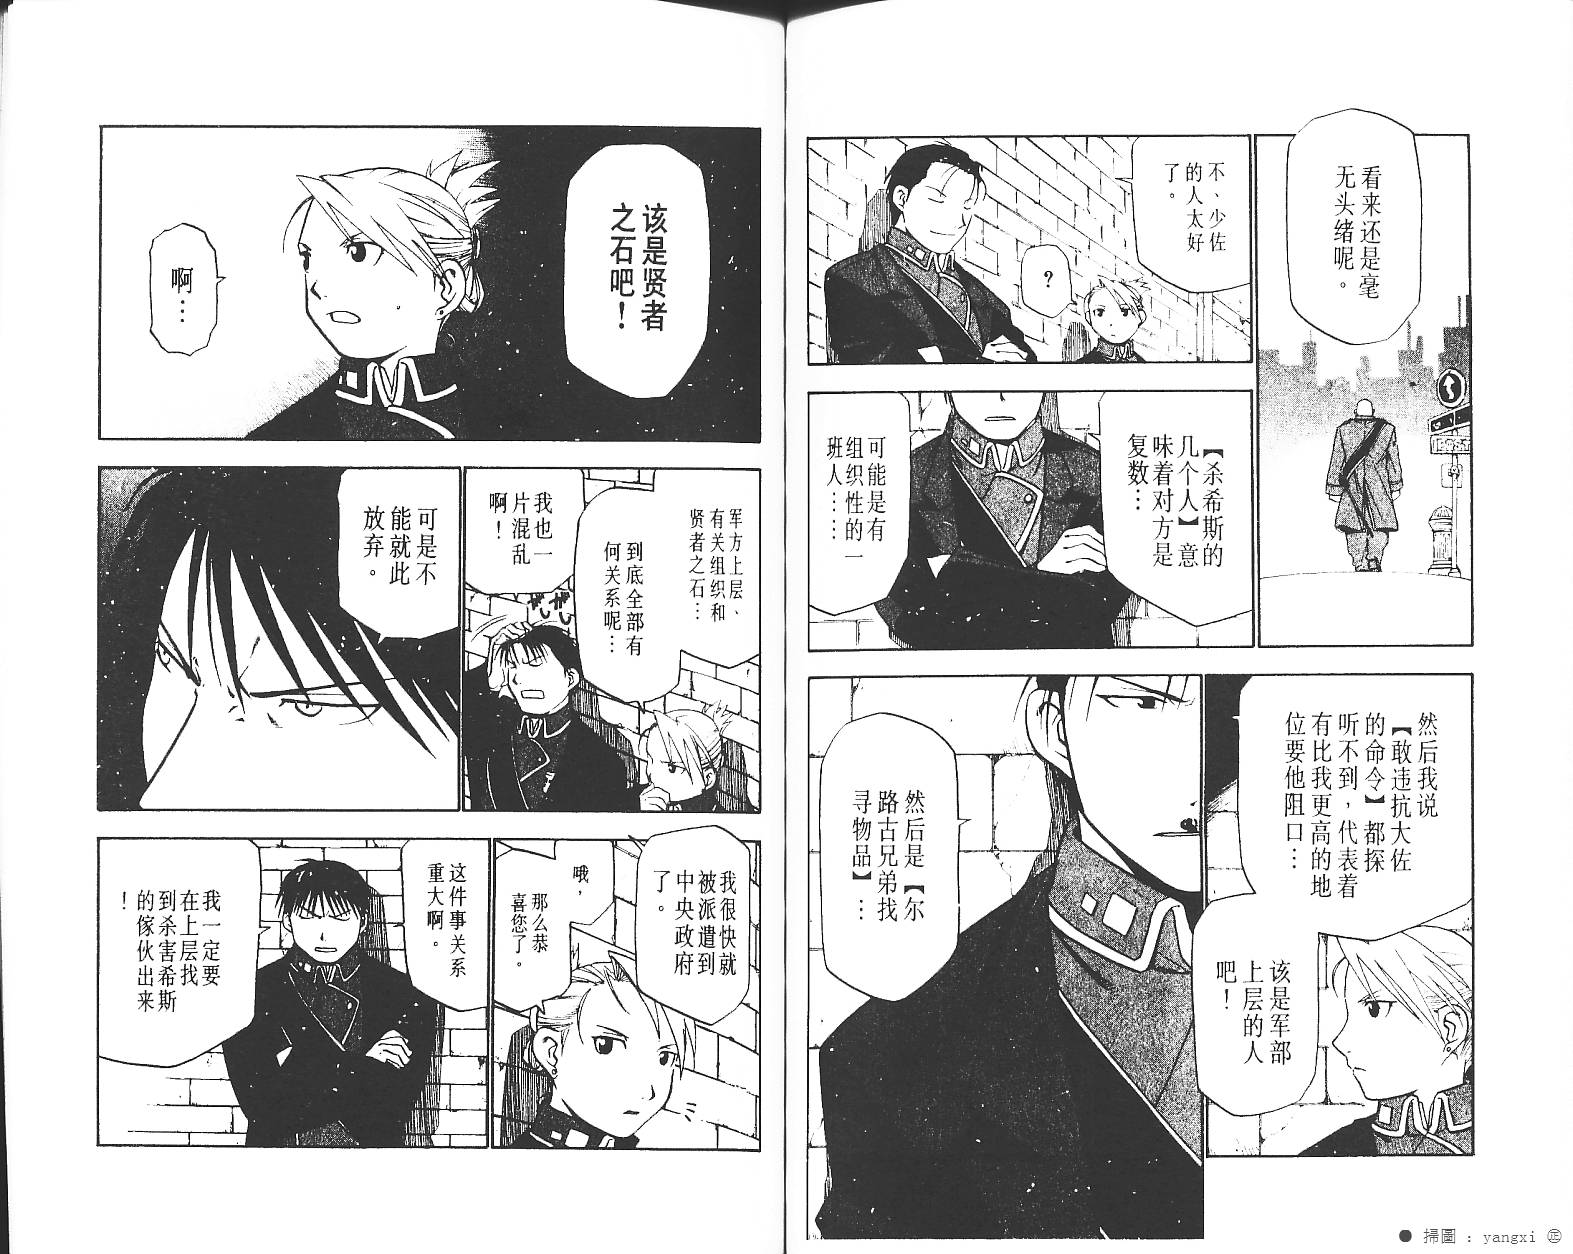 看来还是毫
无头绪呢。
不、少佐
的人太好
了。
？
【杀希斯的
几个人】意
味着对方是
复数…
可能是有
组织性的一
班人……
然后我说
【敢违抗大佐
的命令】都探
听不到，代表着
有比我更高的地
位要他阻口…
该是军部
上层的人
吧！
然后是【尔
路古兄弟找
寻物品】…
该是贤者
之石吧！
啊…
军方上层、
有关组织和
贤者之石…
到底全部有
何关系呢…
我也一
片混乱
啊！
可是不
能就此
放弃。
我很快就
被派遣到
中央政府
了。
哦，
那么恭
喜您了。
这件事关系
重大啊。
我一定要
在上层找
到杀害希斯
的傢伙出来
！
● 掃圖 : yangxi ㊣